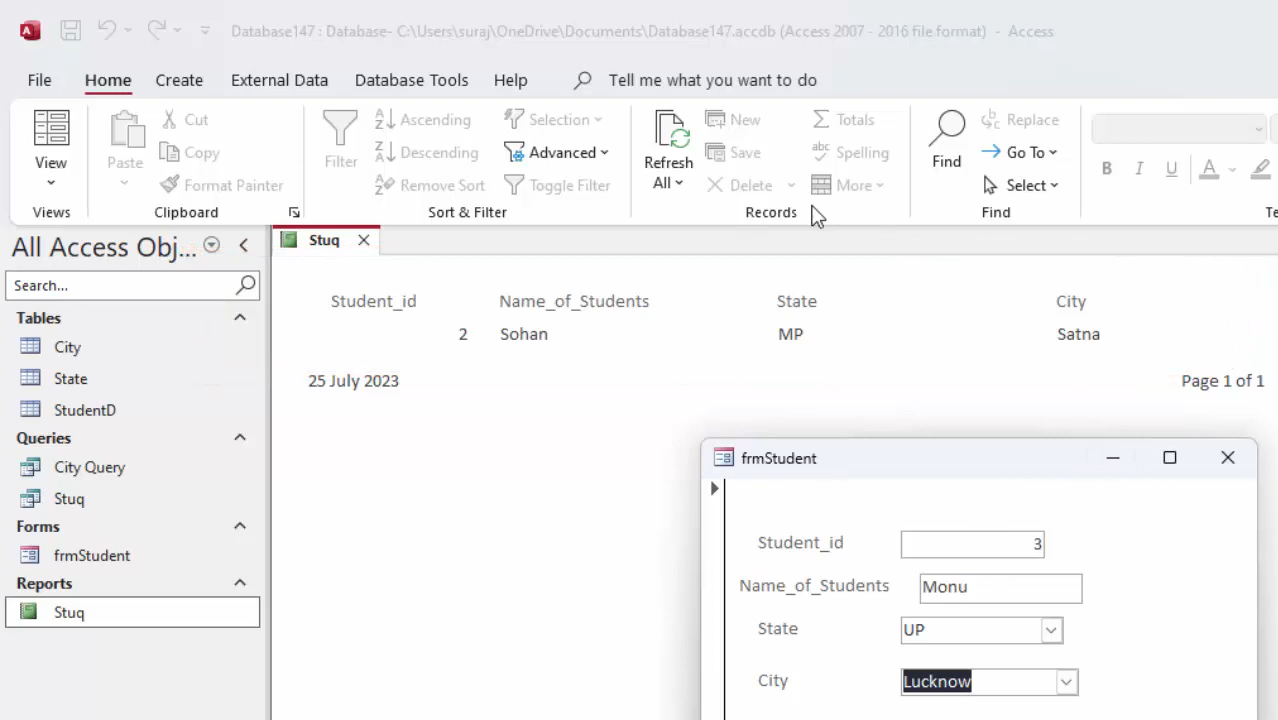 Database147 : Database- C:\Users\suraj\OneDrive\Documents\Database147.accdb (Access 2007 - 2016 file format) - Access
File Home Create External Data Database Tools Help Tell me what you want to do
View
Views
Paste
Cut
Copy
Format Painter
Clipboard
Filter
Ascending
Descending
Remove Sort
Selection
Advanced
Toggle Filter
Sort & Filter
Refresh
All
New
Save
Delete
Totals
Spelling
More
Records
Find
Replace
Go To
Select
Find
B I U A
All Access Obj...
Search...
Tables
City
State
StudentD
Queries
City Query
Stuq
Forms
frmStudent
Reports
Stuq
Stuq
Student_id Name_of_Students State City
2 Sohan MP Satna
25 July 2023 Page 1 of 1
frmStudent
Student_id 3
Name_of_Students Monu
State UP
City Lucknow